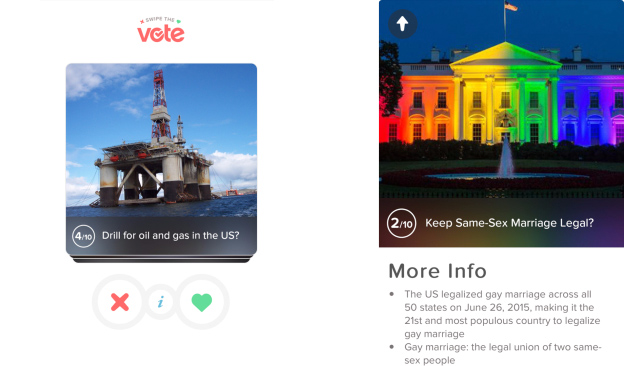 SWIPE THE
vote
4/10 Drill for oil and gas in the US?
i
2/10 Keep Same-Sex Marriage Legal?
More Info
• The US legalized gay marriage across all
50 states on June 26, 2015, making it the
21st and most populous country to legalize
gay marriage
• Gay marriage: the legal union of two same-
sex people